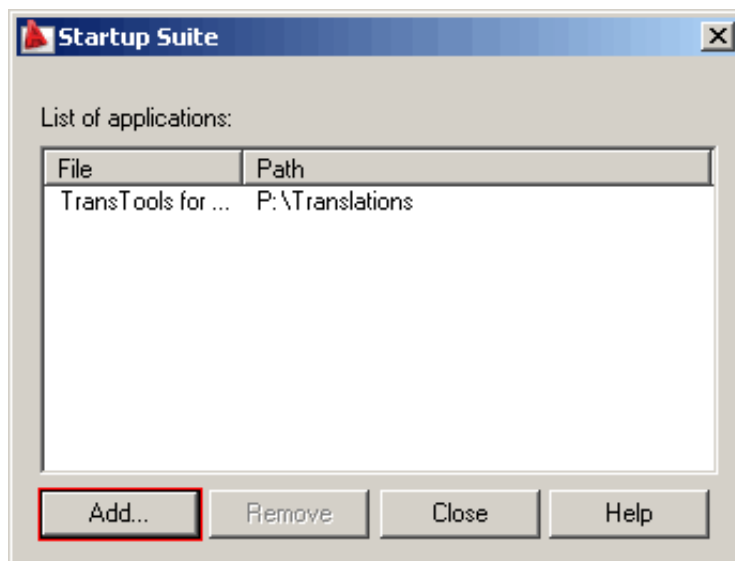 Startup Suite
List of applications:
File Path
TransTools for ... P:\Translations
Add... Remove Close Help